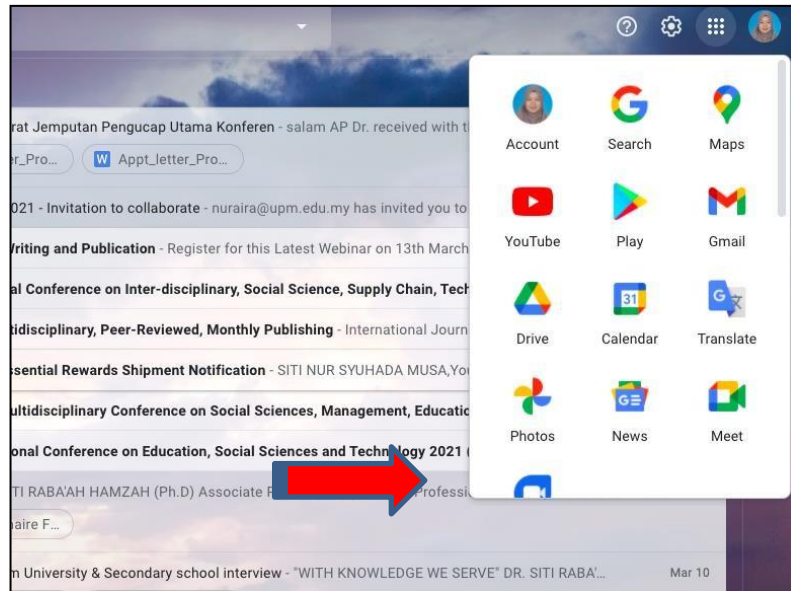 Account Search Maps
YouTube Play Gmail
31 G
Drive Calendar Translate
GE
Photos News Meet
rat Jemputan Pengucap Utama Konferen - salam AP Dr. received with
er_Pro... W Appt_letter_Pro...
021 - Invitation to collaborate - nuraira@upm.edu.my has invited you to
Writing and Publication - Register for this Latest Webinar on 13th March
al Conference on Inter-disciplinary, Social Science, Supply Chain, Tech
tidisciplinary, Peer-Reviewed, Monthly Publishing - International Journ
ssential Rewards Shipment Notification - SITI NUR SYUHADA MUSA,You
ultidisciplinary Conference on Social Sciences, Management, Educatio
onal Conference on Education, Social Sciences and Technology 2021 (
TI RABA'AH HAMZAH (Ph.D) Associate Professi
naire F...
m University & Secondary school interview - "WITH KNOWLEDGE WE SERVE" DR. SITI RABA'... Mar 10